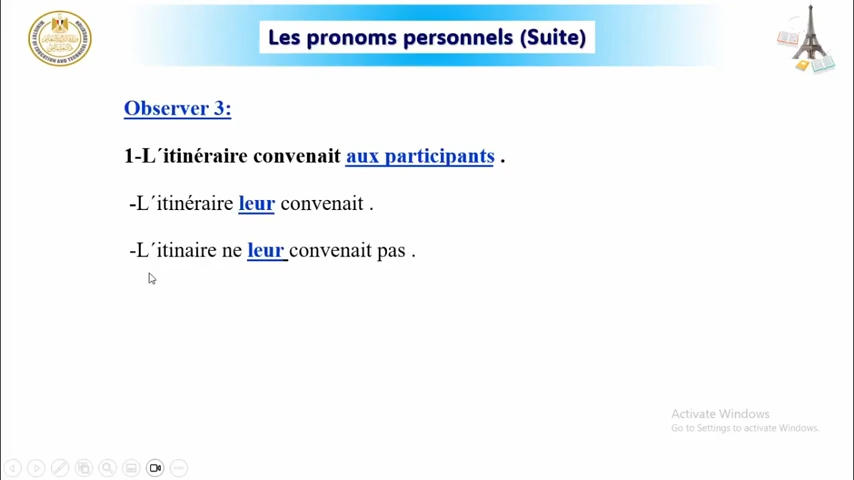 Les pronoms personnels (Suite)
Observer 3:
1-L´itinéraire convenait aux participants .
-L´itinéraire leur convenait .
-L´itinaire ne leur convenait pas .
Activate Windows
Go to Settings to activate Windows.